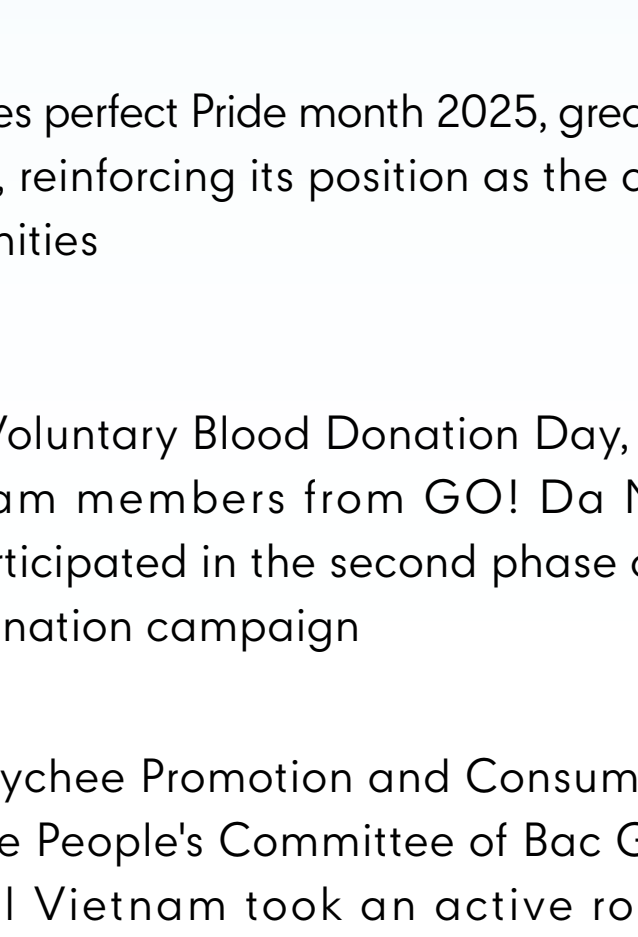 es perfect Pride month 2025, grea
, reinforcing its position as the c
nities
Voluntary Blood Donation Day,
am members from GO! Da N
rticipated in the second phase o
nation campaign
ychee Promotion and Consum
e People's Committee of Bac G
l Vietnam took an active ro